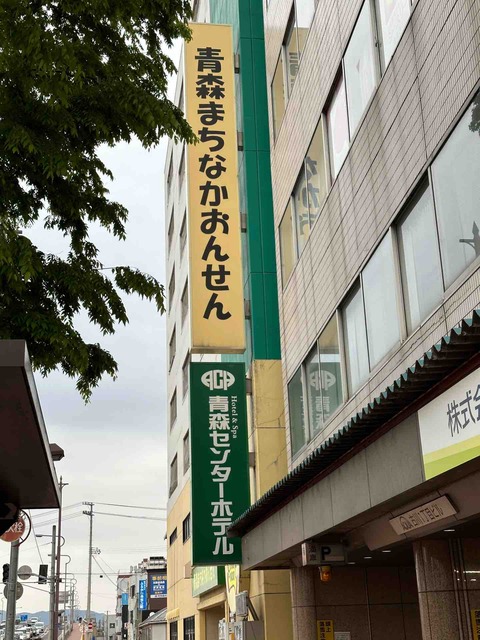 青森まちなかおんせん
ACH
Hotel & Spa
青森センターホテル
株式会
P